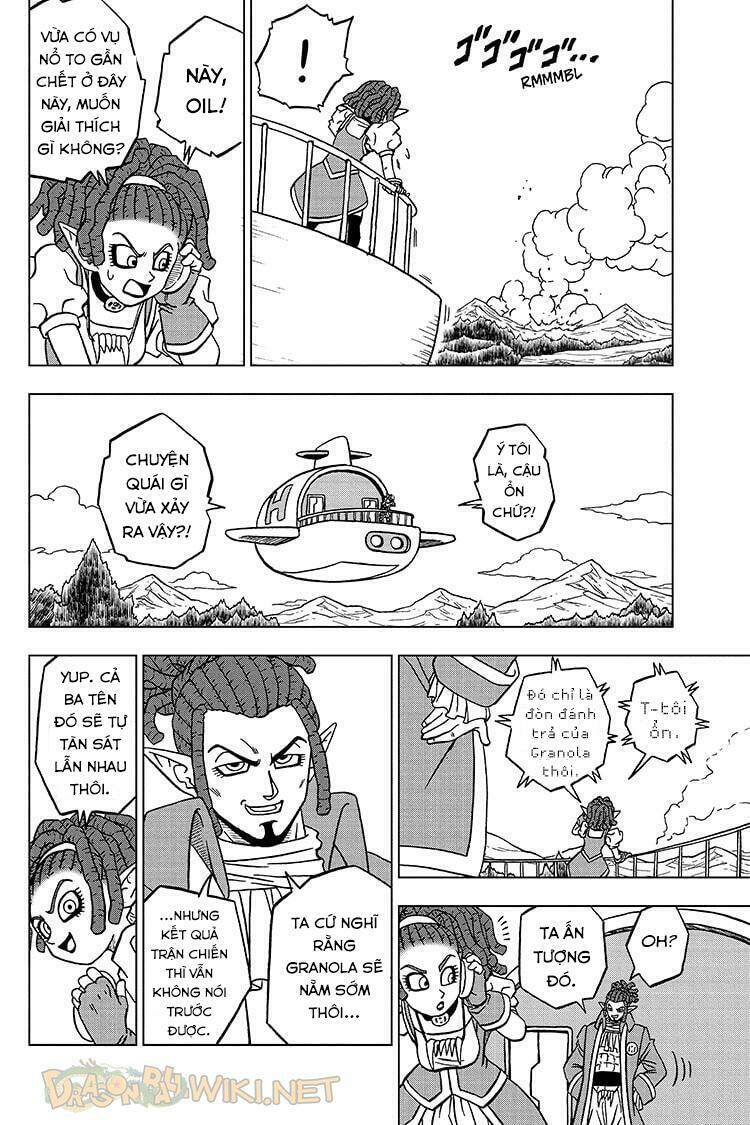 ゴゴゴゴ...
RMMMBL
!
NÀY,
OIL!
VỪA CÓ VỤ
NỔ TO GẦN
CHẾT Ở ĐÂY
NÀY, MUỐN
GIẢI THÍCH
GÌ KHÔNG?
Ý TÔI
LÀ, CẬU
ỔN
CHỨ?!
CHUYỆN
QUÁI GÌ
VỪA XẢY
RA VẬY?!
H
T-tôi
ổn.
Đó chỉ là
đòn đánh
trả của
Granola
thôi.
OH?
TA ẤN
TƯỢNG
ĐÓ.
TA CỨ NGHĨ
RẰNG
GRANOLA SẼ
NẰM SỚM
THÔI...
...NHƯNG
KẾT QUẢ
TRẬN CHIẾN
THÌ VẪN
KHÔNG NÓI
TRƯỚC
ĐƯỢC.
YUP. CẢ
BA TÊN
ĐÓ SẼ TỰ
TÀN SÁT
LẪN NHAU
THÔI.
DRAGON BALL WIKI.NET